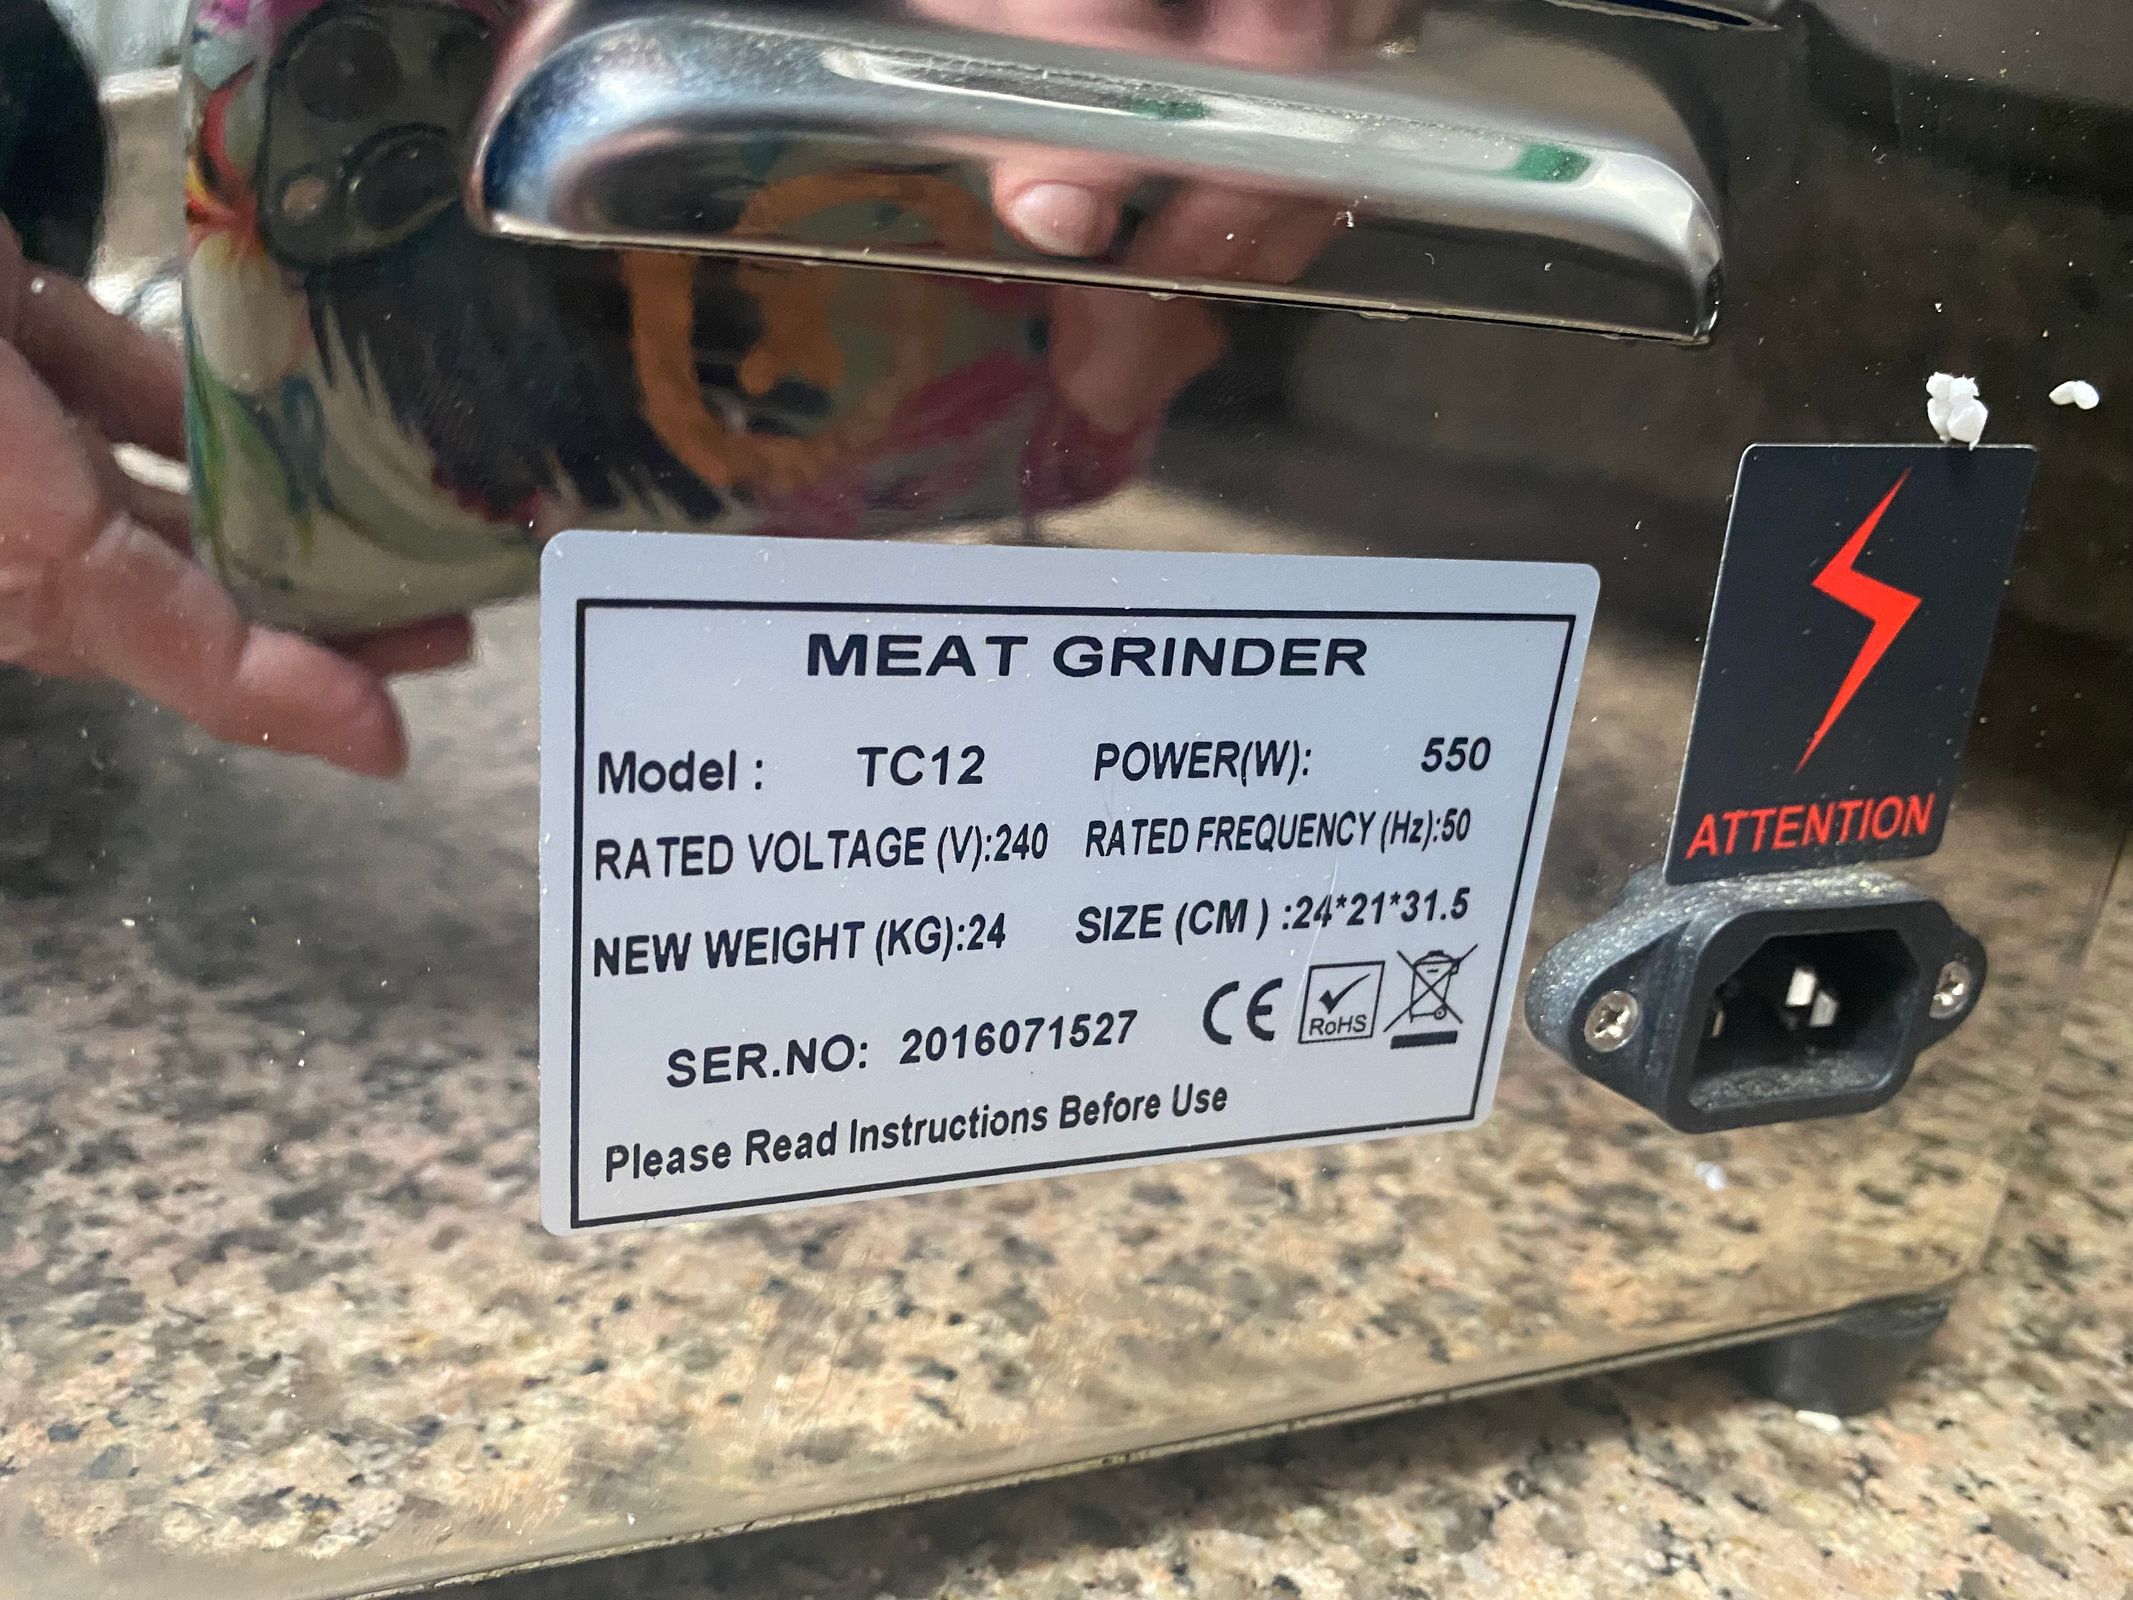 MEAT GRINDER
Model : TC12 POWER(W): 550
RATED VOLTAGE (V):240 RATED FREQUENCY (Hz):50
NEW WEIGHT (KG):24 SIZE (CM ) :24*21*31.5
SER.NO: 2016071527 CE RoHS
Please Read Instructions Before Use
ATTENTION